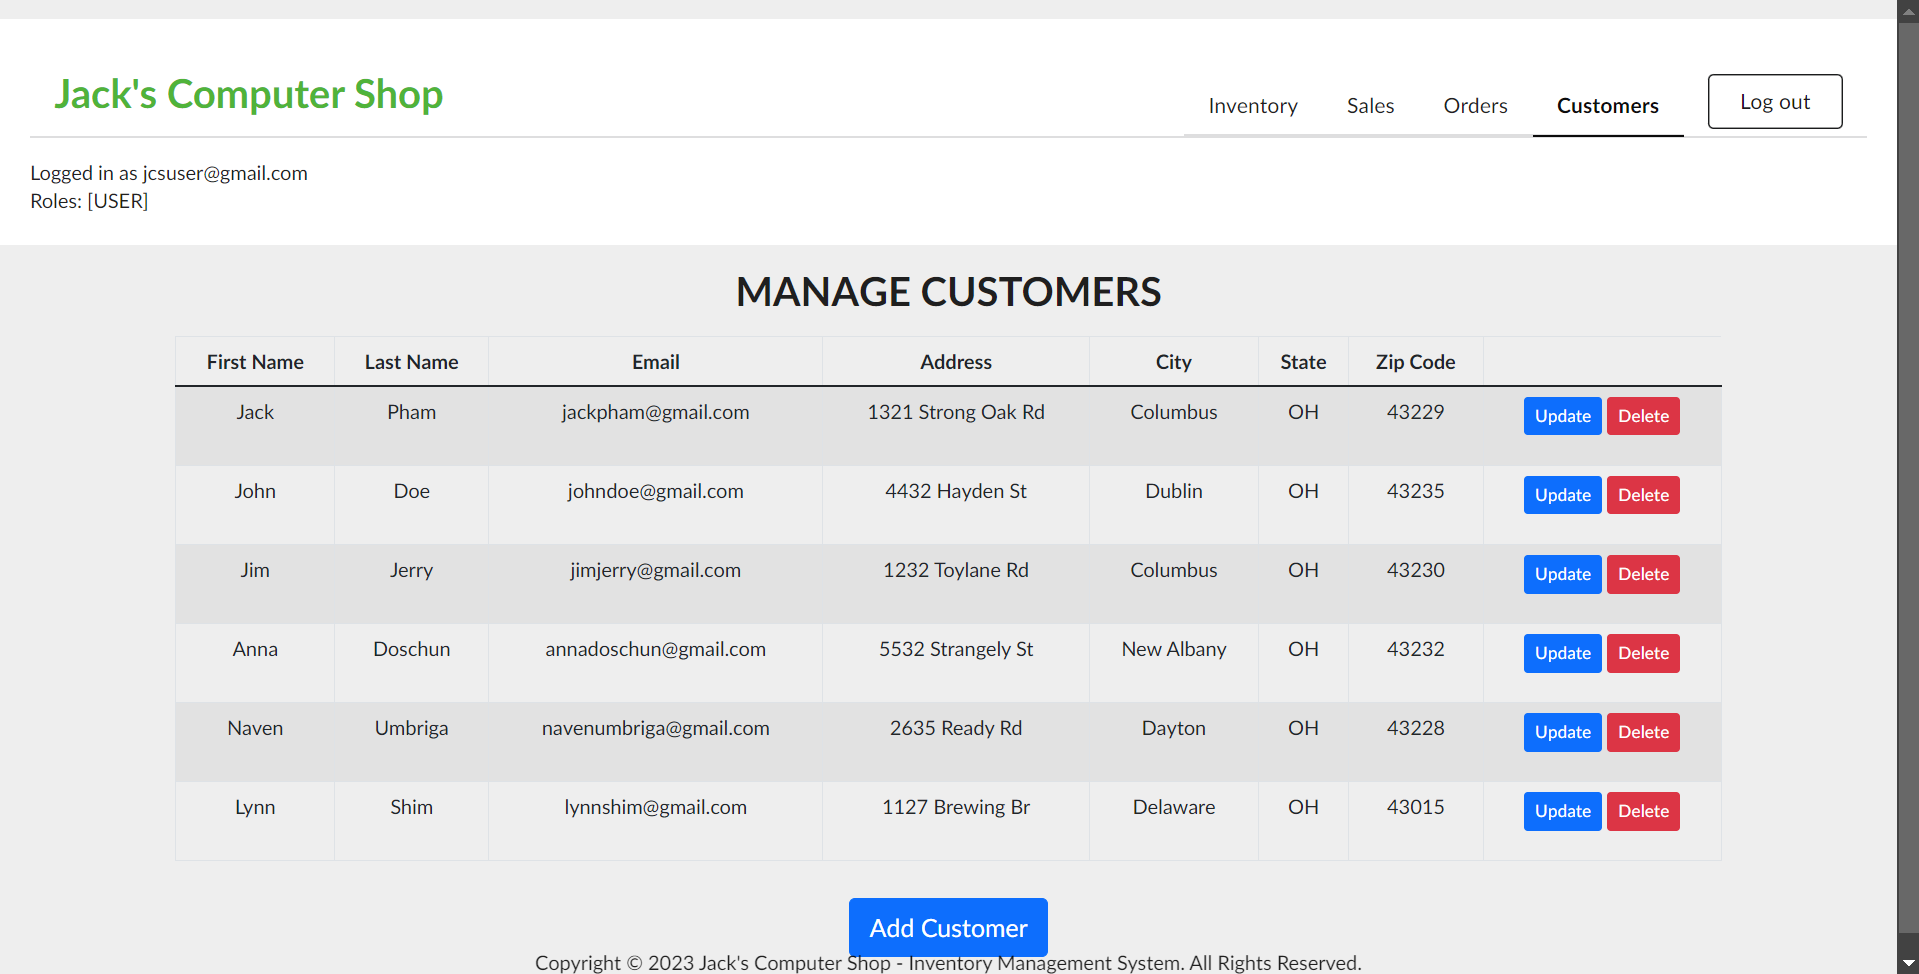 Jack's Computer Shop
Inventory Sales Orders Customers Log out
Logged in as jcsuser@gmail.com
Roles: [USER]
MANAGE CUSTOMERS
First Name Last Name Email Address City State Zip Code
Jack Pham jackpham@gmail.com 1321 Strong Oak Rd Columbus OH 43229 Update Delete
John Doe johndoe@gmail.com 4432 Hayden St Dublin OH 43235 Update Delete
Jim Jerry jimjerry@gmail.com 1232 Toylane Rd Columbus OH 43230 Update Delete
Anna Doschun annadoschun@gmail.com 5532 Strangely St New Albany OH 43232 Update Delete
Naven Umbriga navenumbriga@gmail.com 2635 Ready Rd Dayton OH 43228 Update Delete
Lynn Shim lynnshim@gmail.com 1127 Brewing Br Delaware OH 43015 Update Delete
Add Customer
Copyright © 2023 Jack's Computer Shop - Inventory Management System. All Rights Reserved.